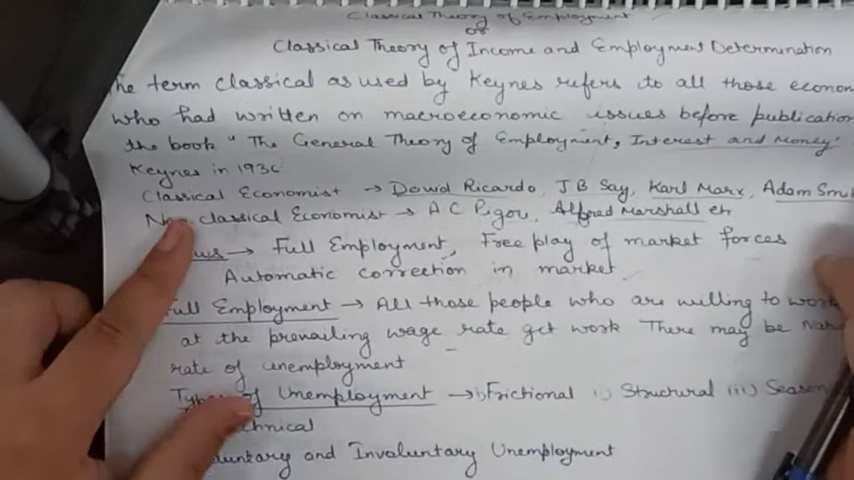 Classical Theory of Employment
or
Classical Theory of Income and Employment Determination
he term classical as used by Keynes refers to all those econom
who had written on macroeconomic issues before publication
the book "The General Theory of Employment, Interest and Money"
Keynes in 1936
Classical Economist → David Ricardo, J B Say, Karl Marx, Adam Smi
Neo-classical Economist → A C Pigou, Alfred Marshall etc
ws → Full Employment, Free play of market forces
Automatic correction in market
Full Employment → All those people who are willing to work
at the prevailing wage rate get work There may be Na
rate of unemployment
Types of Unemployment → i) Frictional ii) Structural iii) Season
chnical
luntary and Involuntary Unemployment